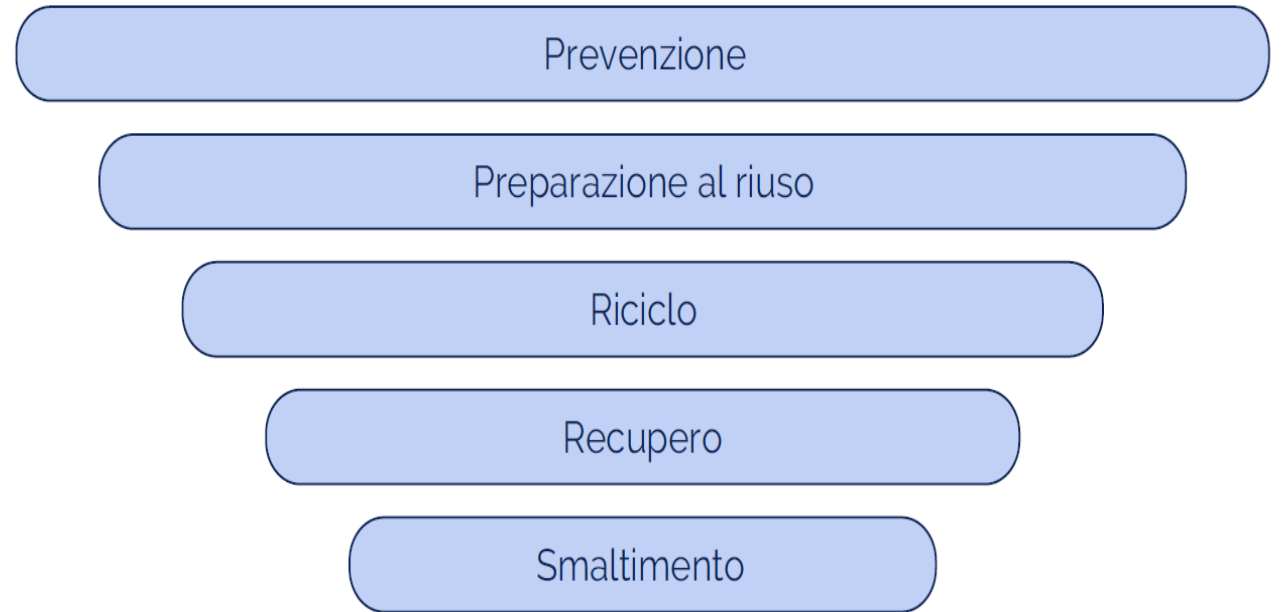 Prevenzione
Preparazione al riuso
Riciclo
Recupero
Smaltimento